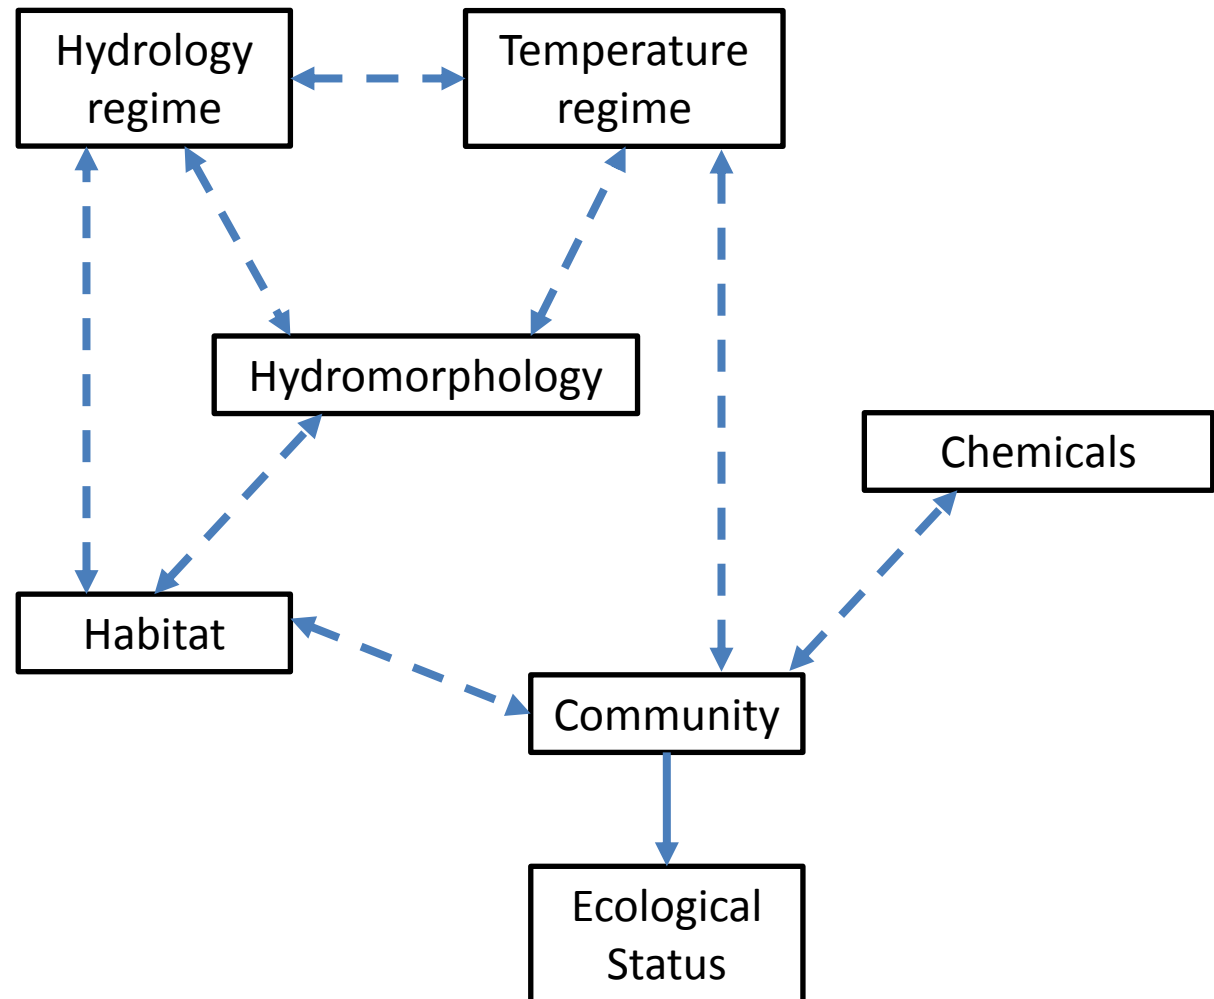 Hydrology
regime
Temperature
regime
Hydromorphology
Chemicals
Habitat
Community
Ecological
Status